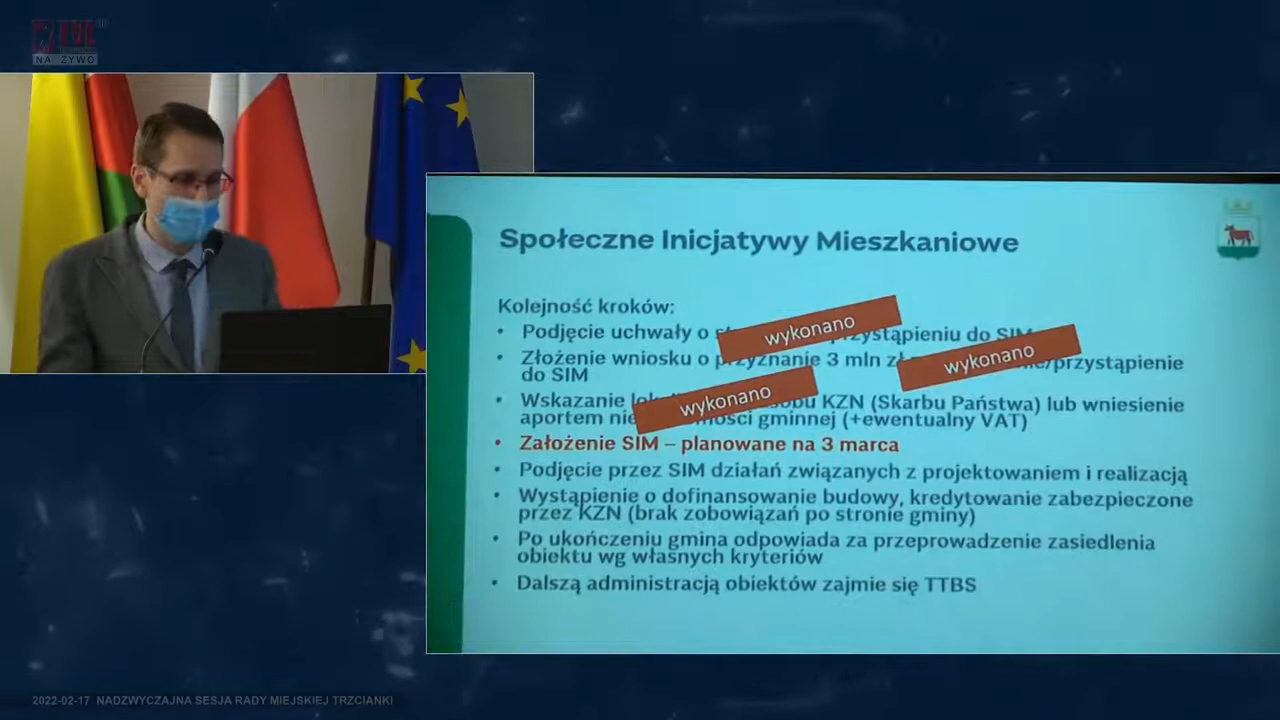 NA ŻYWO
Społeczne Inicjatywy Mieszkaniowe
Kolejność kroków:
• Podjęcie uchwały o przystąpieniu do SIM
wykonano
• Złożenie wniosku o przyznanie 3 mln zł /przystąpienie
do SIM
wykonano
• Wskazanie KZN (Skarbu Państwa) lub wniesienie
aportem gminnej (+ewentualny VAT)
wykonano
• Założenie SIM – planowane na 3 marca
• Podjęcie przez SIM działań związanych z projektowaniem i realizacją
• Wystąpienie o dofinansowanie budowy, kredytowanie zabezpieczone
przez KZN (brak zobowiązań po stronie gminy)
• Po ukończeniu gmina odpowiada za przeprowadzenie zasiedlenia
obiektu wg własnych kryteriów
• Dalszą administracją obiektów zajmie się TTBS
2022-02-17 NADZWYCZAJNA SESJA RADY MIEJSKIEJ TRZCIANKI